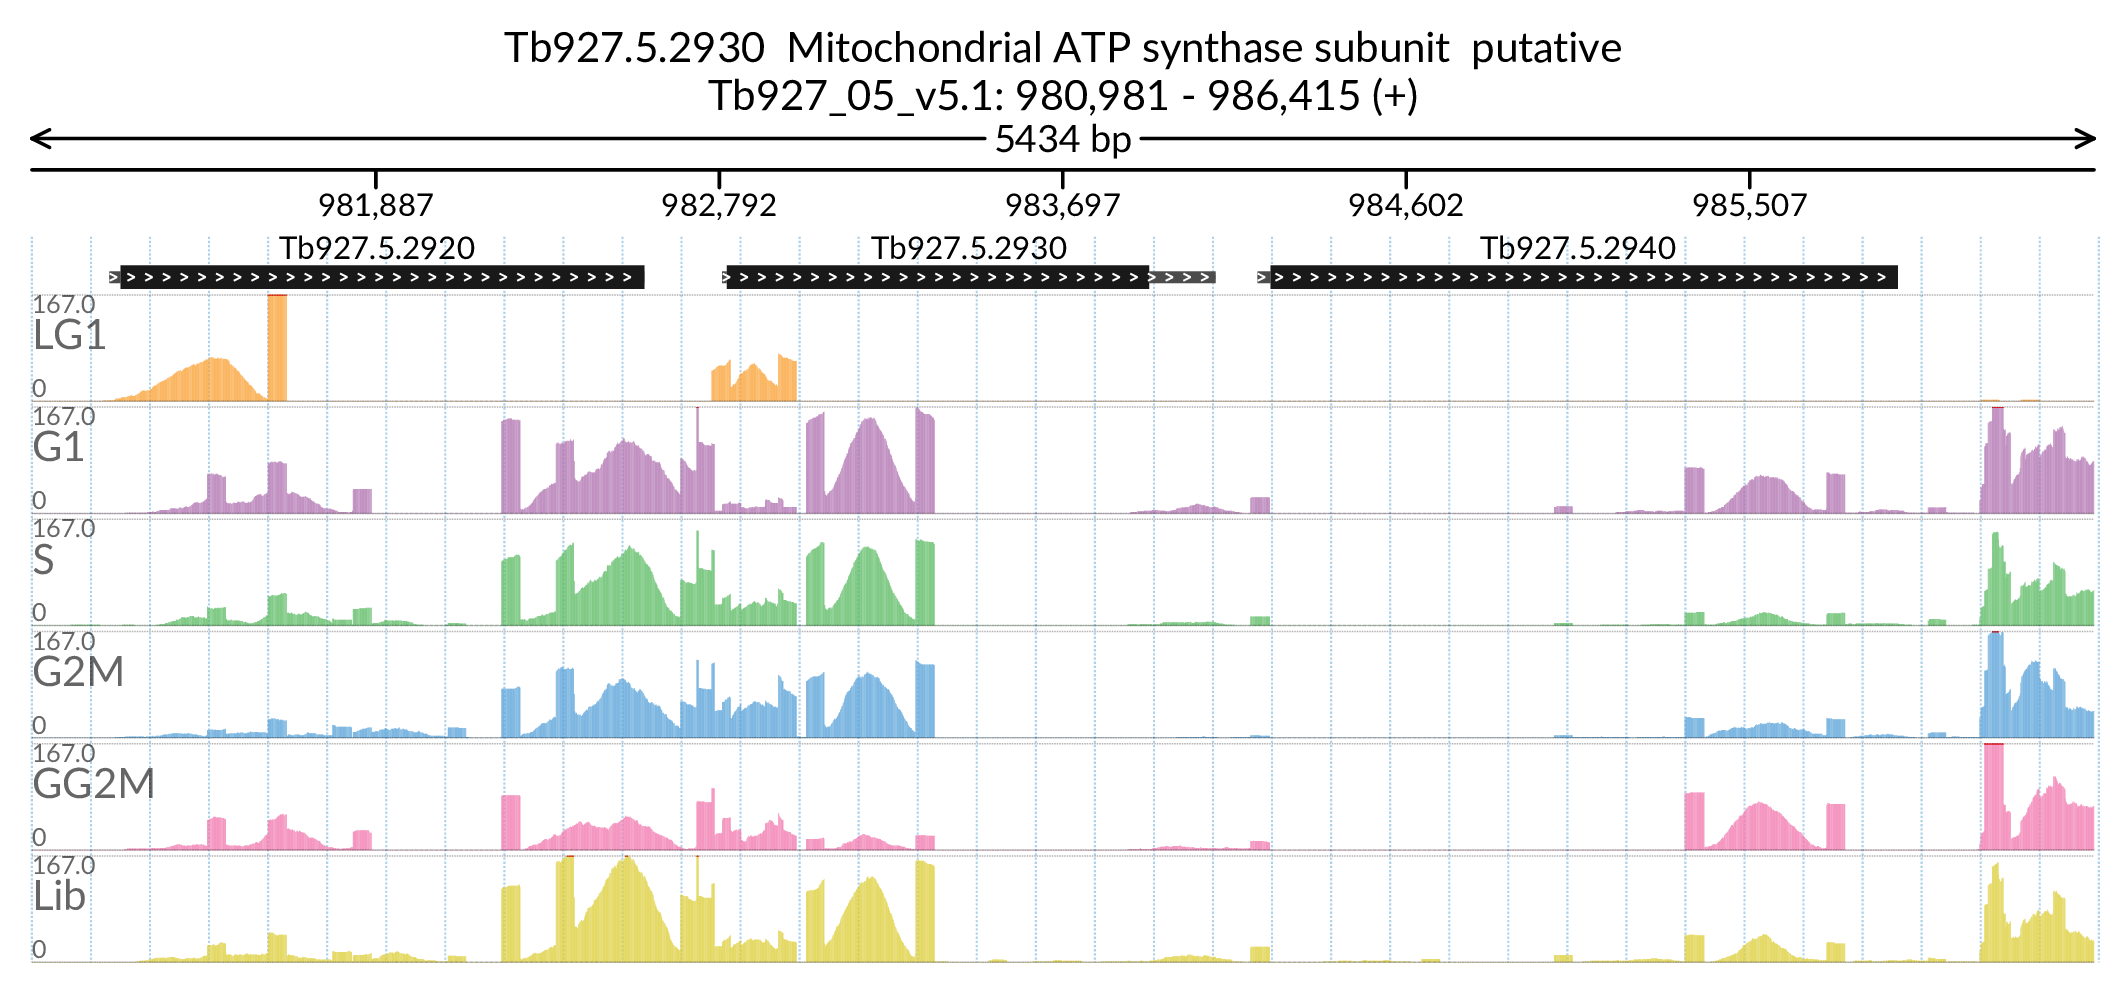 Tb927.5.2930  Mitochondrial ATP synthase subunit  putative
Tb927_05_v5.1: 980,981 - 986,415 (+)
5434 bp
981,887 982,792 983,697 984,602 985,507
Tb927.5.2920 Tb927.5.2930 Tb927.5.2940
167.0
LG1
0
167.0
G1
0
167.0
S
0
167.0
G2M
0
167.0
GG2M
0
167.0
Lib
0